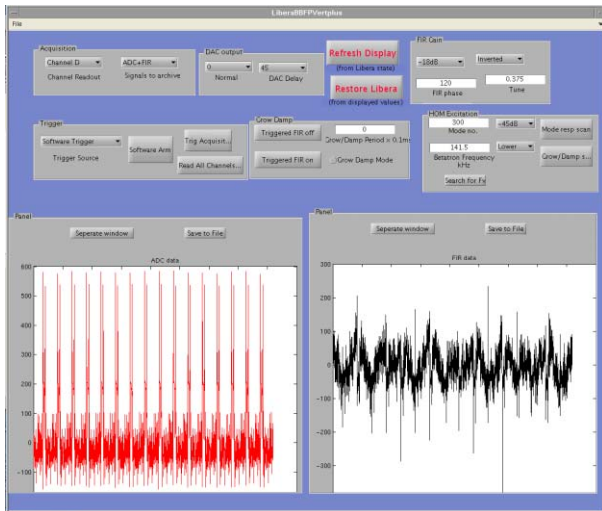 LiberaBBFPVertplus
File
Acquisition
Channel D
ADC+FIR
Channel Readout
Signals to archive
DAC output
0
45
Normal
DAC Delay
Refresh Display
(from Libera state)
Restore Libera
(from displayed values)
FIR Gain
-18dB
Inverted
120
0.375
FIR phase
Tune
Trigger
Software Trigger
Trigger Source
Software Arm
Trig Acquisit...
Read All Channels...
Grow Damp
Triggered FIR off
0
Grow/Damp Period × 0.1ms
Triggered FIR on
Grow Damp Mode
HOM Excitation
300
-45dB
Mode no.
Mode resp scan
141.5
Lower
Betatron Frequency
kHz
Grow/Damp s...
Search for Fv
Panel
Seperate window
Save to File
ADC data
600
500
400
300
200
100
0
-100
Panel
Seperate window
Save to File
FIR data
300
200
100
0
-100
-200
-300